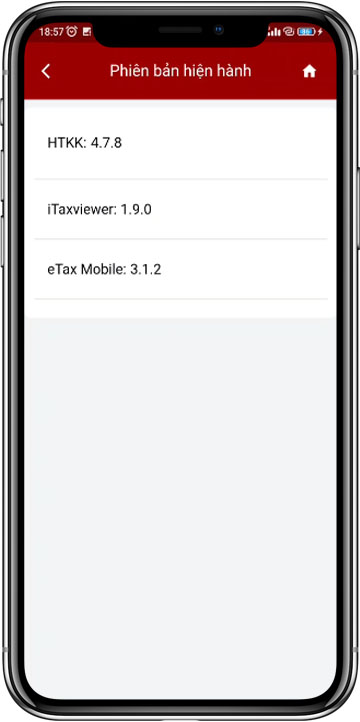 18:57
Phiên bản hiện hành
HTKK: 4.7.8
iTaxviewer: 1.9.0
eTax Mobile: 3.1.2